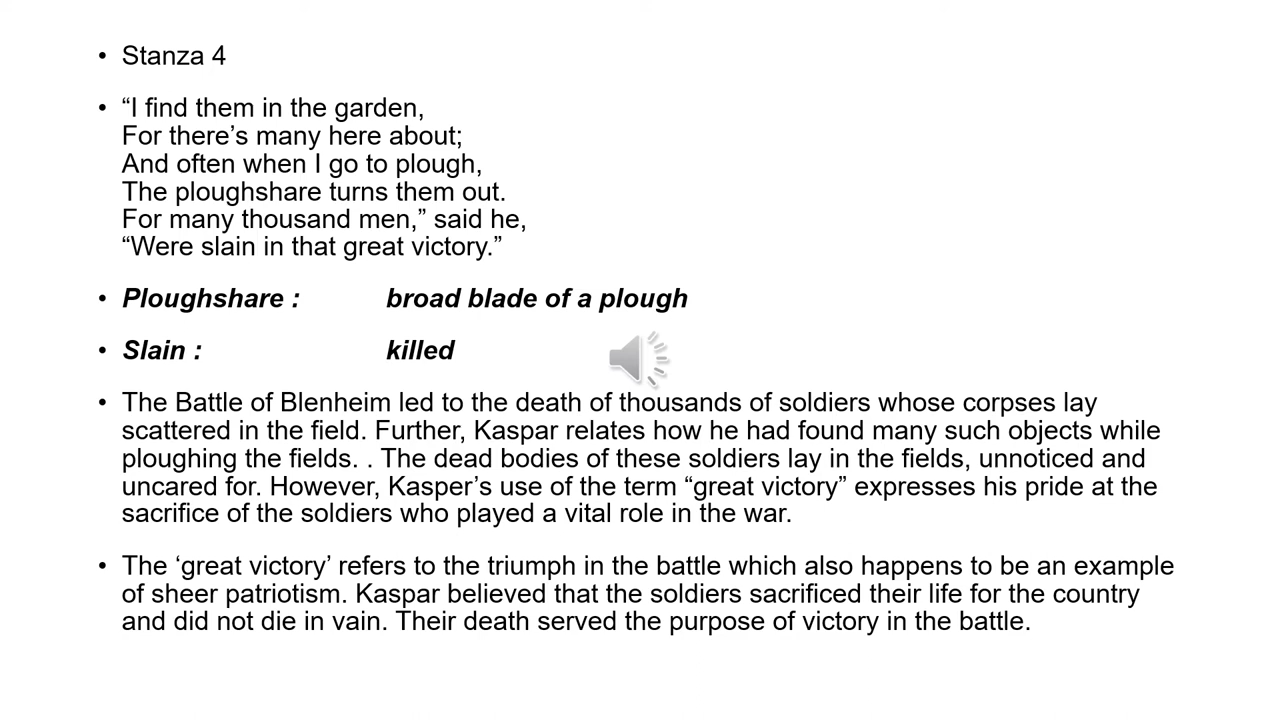 • Stanza 4
• “I find them in the garden,
For there’s many here about;
And often when I go to plough,
The ploughshare turns them out.
For many thousand men,” said he,
“Were slain in that great victory.”
• Ploughshare : broad blade of a plough
• Slain : killed
• The Battle of Blenheim led to the death of thousands of soldiers whose corpses lay
scattered in the field. Further, Kaspar relates how he had found many such objects while
ploughing the fields. . The dead bodies of these soldiers lay in the fields, unnoticed and
uncared for. However, Kasper’s use of the term “great victory” expresses his pride at the
sacrifice of the soldiers who played a vital role in the war.
• The ‘great victory’ refers to the triumph in the battle which also happens to be an example
of sheer patriotism. Kaspar believed that the soldiers sacrificed their life for the country
and did not die in vain. Their death served the purpose of victory in the battle.